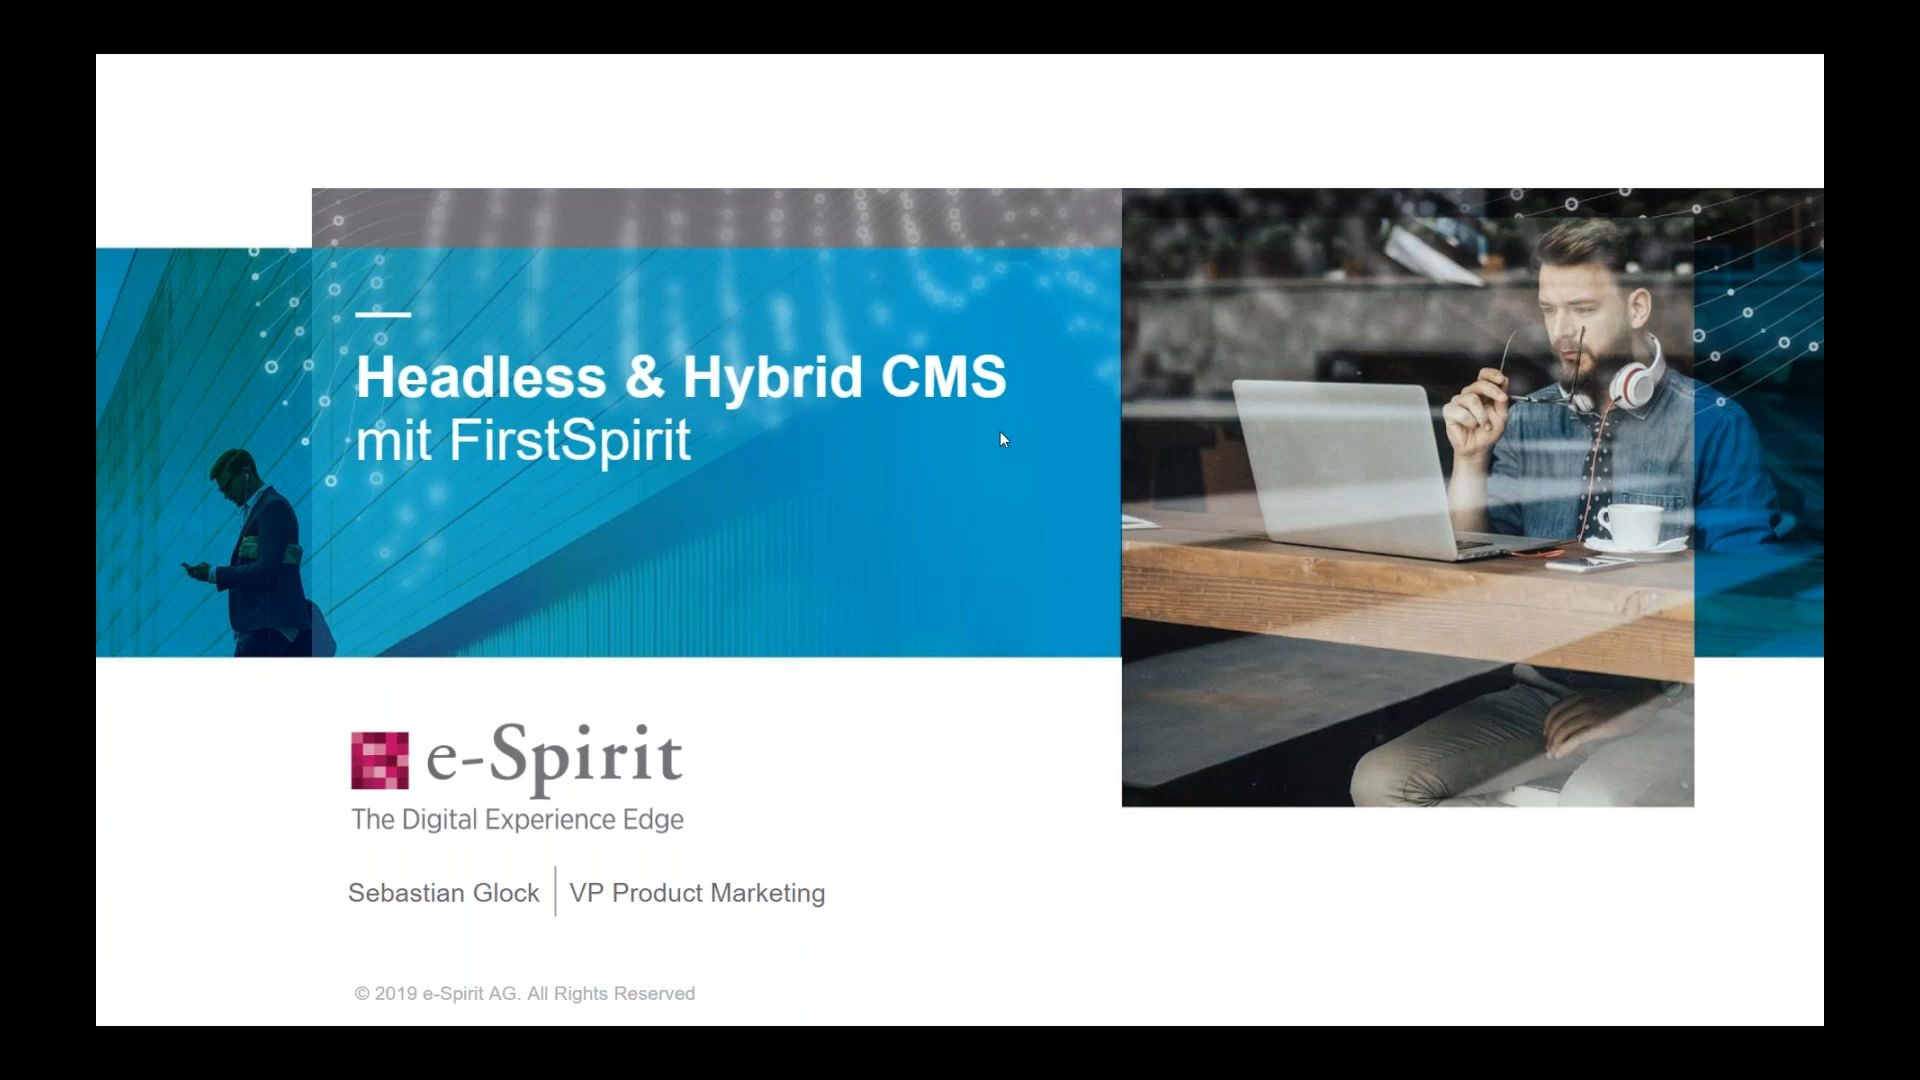 Headless & Hybrid CMS
mit FirstSpirit
e-Spirit
The Digital Experience Edge
Sebastian Glock | VP Product Marketing
© 2019 e-Spirit AG. All Rights Reserved